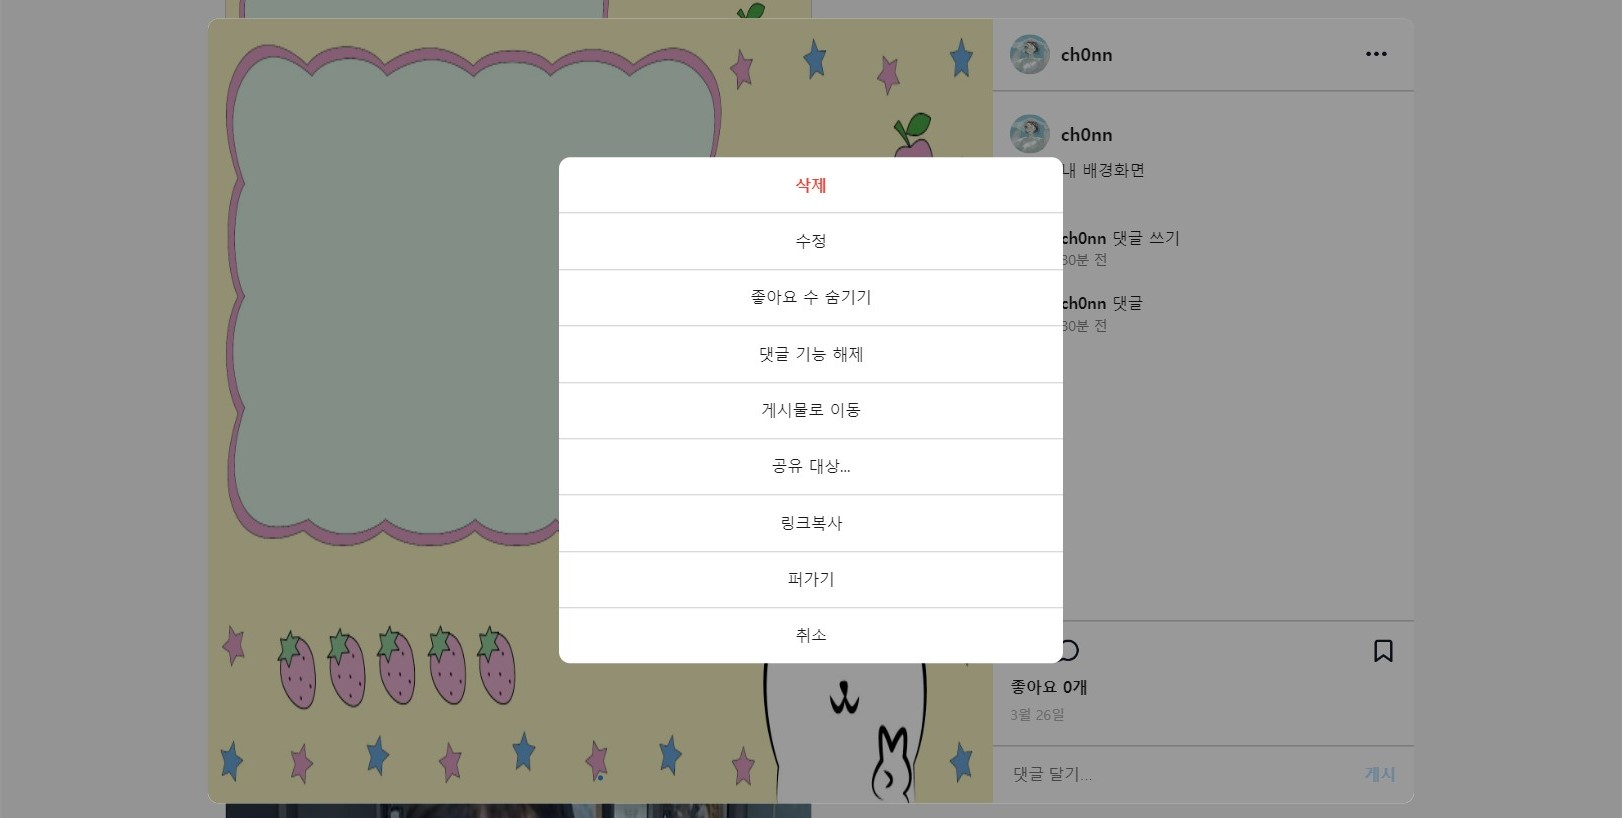 ch0nn
ch0nn
내 배경화면
ch0nn 댓글 쓰기
30분 전
ch0nn 댓글
30분 전
삭제
수정
좋아요 수 숨기기
댓글 기능 해제
게시물로 이동
공유 대상...
링크복사
퍼가기
취소
좋아요 0개
3월 26일
댓글 달기...
게시